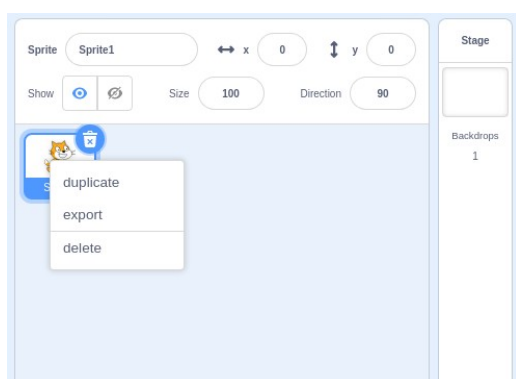 Sprite Sprite1 x 0 y 0
Show Size 100 Direction 90
duplicate
export
delete
Stage
Backdrops
1